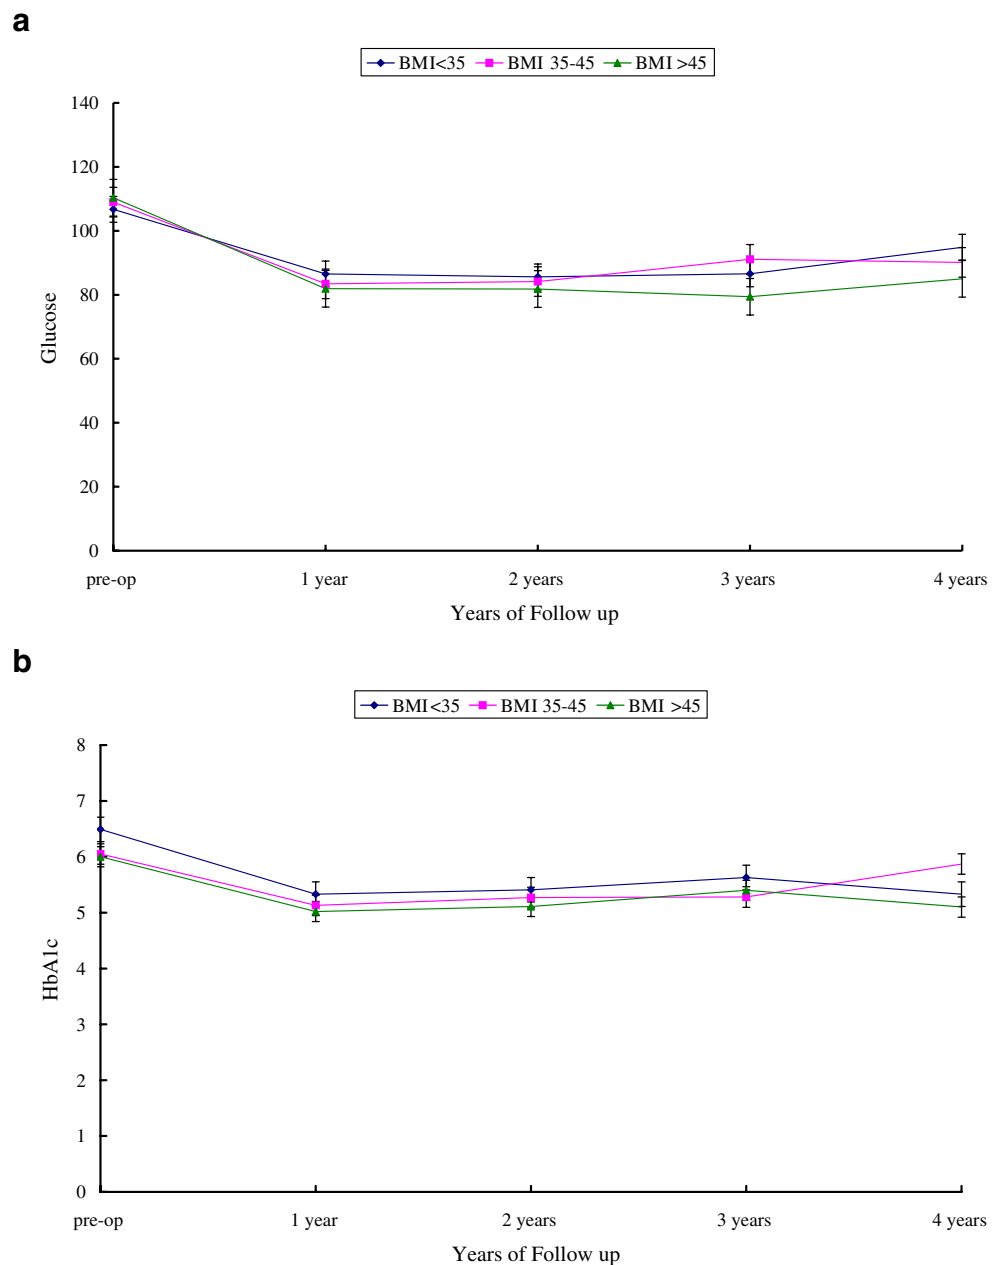 a
BMI<35 BMI 35-45 BMI >45
140
120
100
80
60
40
20
0
Glucose
pre-op 1 year 2 years 3 years 4 years
Years of Follow up
b
BMI<35 BMI 35-45 BMI >45
8
7
6
5
4
3
2
1
0
HbA1c
pre-op 1 year 2 years 3 years 4 years
Years of Follow up